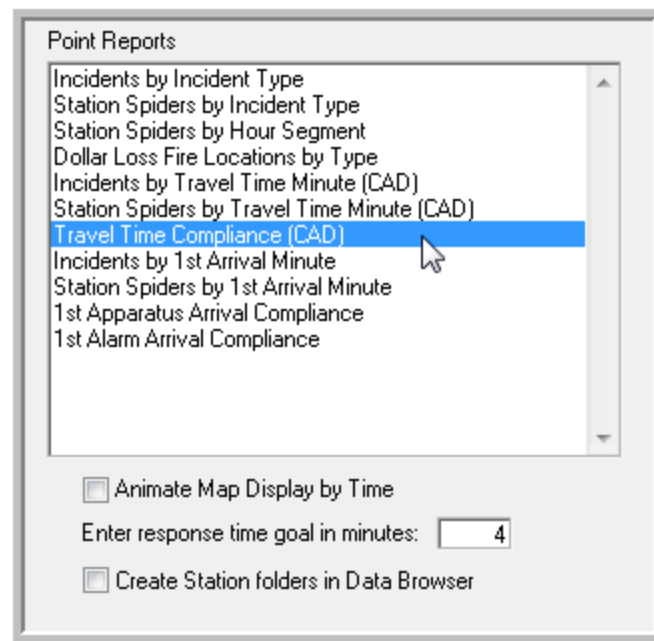 Point Reports
Incidents by Incident Type
Station Spiders by Incident Type
Station Spiders by Hour Segment
Dollar Loss Fire Locations by Type
Incidents by Travel Time Minute (CAD)
Station Spiders by Travel Time Minute (CAD)
Travel Time Compliance (CAD)
Incidents by 1st Arrival Minute
Station Spiders by 1st Arrival Minute
1st Apparatus Arrival Compliance
1st Alarm Arrival Compliance
Animate Map Display by Time
Enter response time goal in minutes: 4
Create Station folders in Data Browser